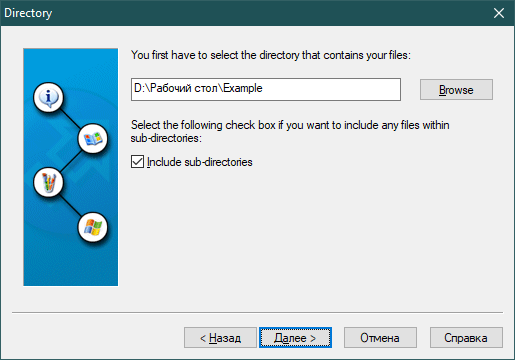 Directory
You first have to select the directory that contains your files:
D:\Рабочий стол\Example
Browse
Select the following check box if you want to include any files within
sub-directories:
Include sub-directories
< Назад
Далее >
Отмена
Справка